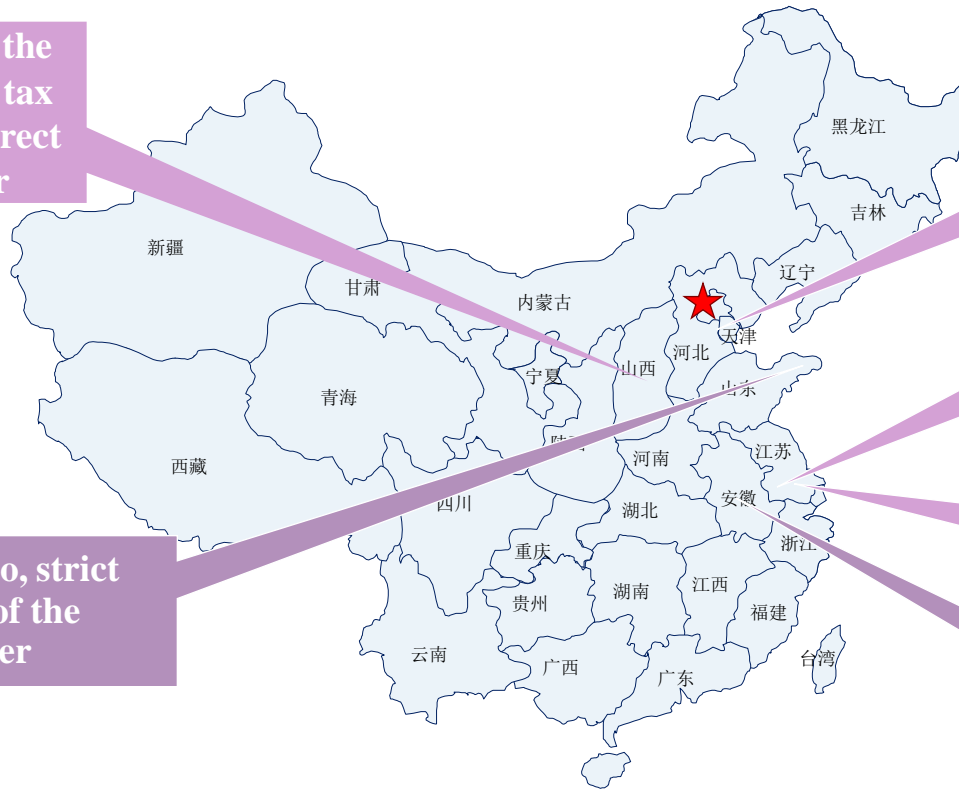 the
tax
rect
r
黑龙江
吉林
新疆
辽宁
甘肃
内蒙古
天津
河北
山西
宁夏
山东
青海
江苏
河南
西藏
安徽
四川
湖北
浙江
重庆
o, strict
of the
er
江西
湖南
贵州
福建
云南
台湾
广西
广东